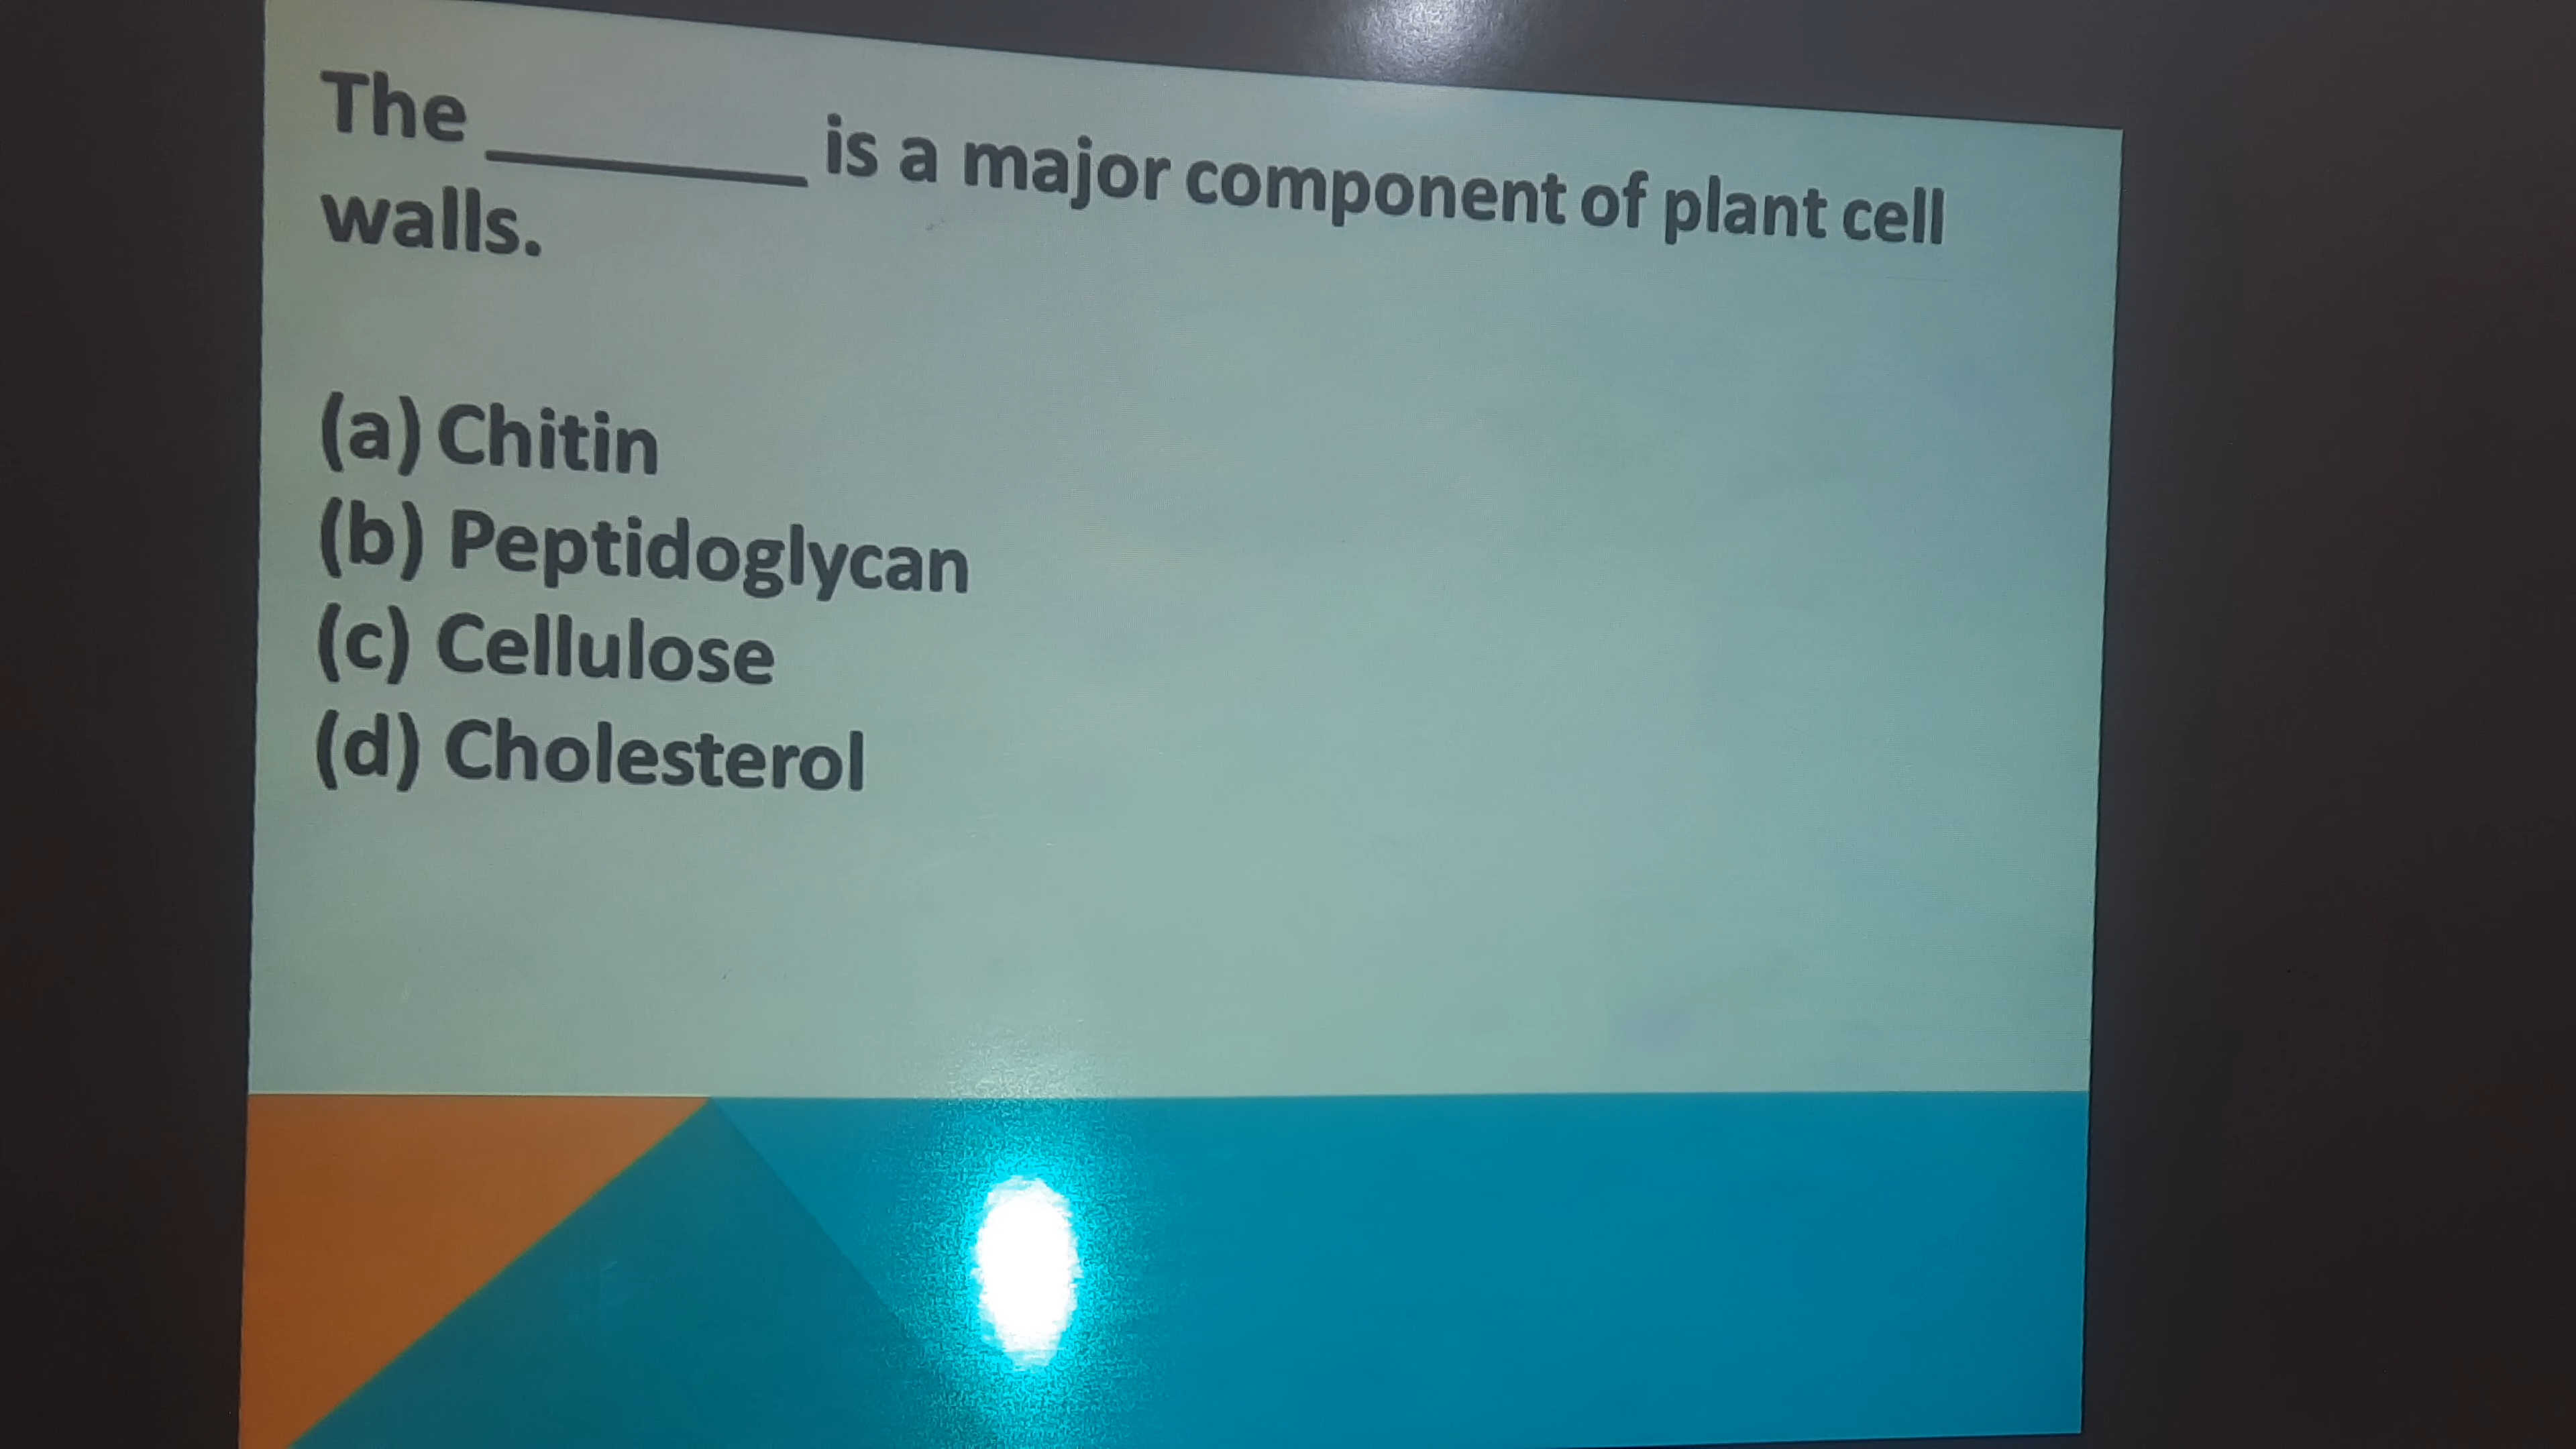 The ________ is a major component of plant cell
walls.
(a) Chitin
(b) Peptidoglycan
(c) Cellulose
(d) Cholesterol